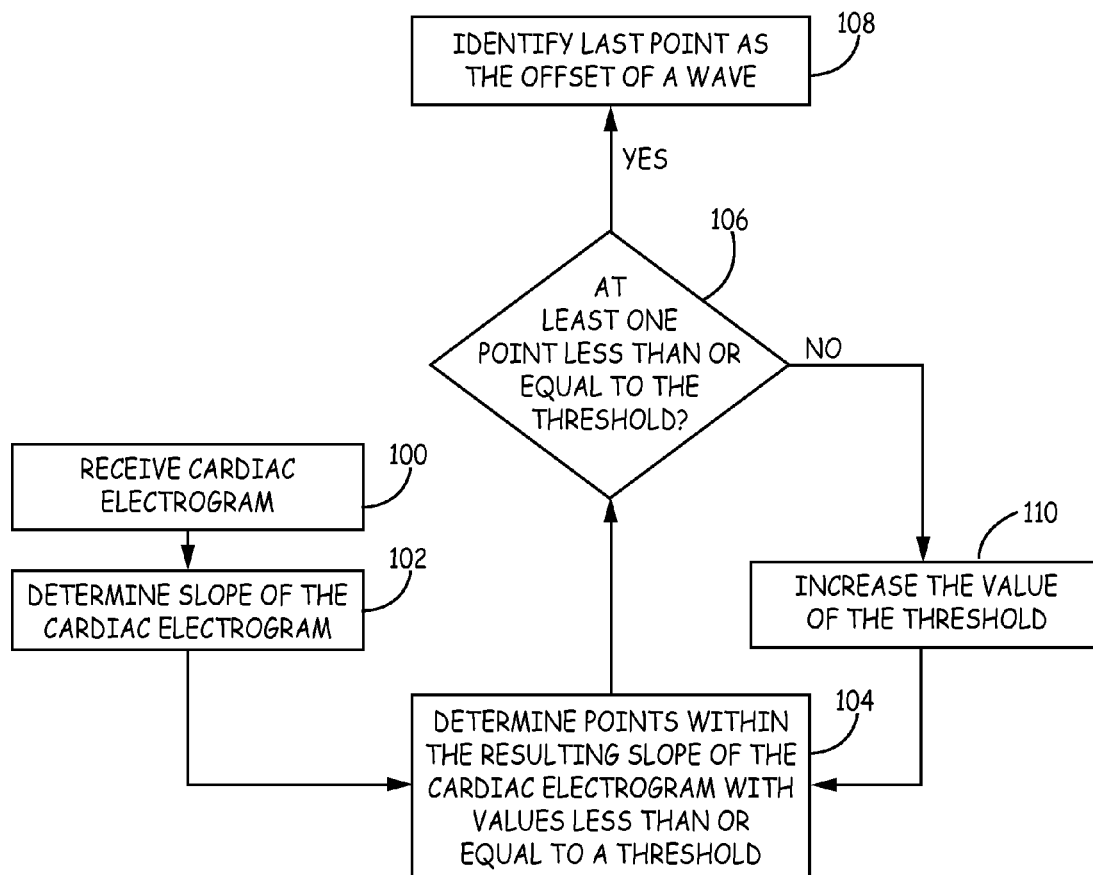 108
IDENTIFY LAST POINT AS
THE OFFSET OF A WAVE
YES
106
AT
LEAST ONE
POINT LESS THAN OR
EQUAL TO THE
THRESHOLD?
NO
100
RECEIVE CARDIAC
ELECTROGRAM
102
DETERMINE SLOPE OF THE
CARDIAC ELECTROGRAM
110
INCREASE THE VALUE
OF THE THRESHOLD
104
DETERMINE POINTS WITHIN
THE RESULTING SLOPE OF THE
CARDIAC ELECTROGRAM WITH
VALUES LESS THAN OR
EQUAL TO A THRESHOLD